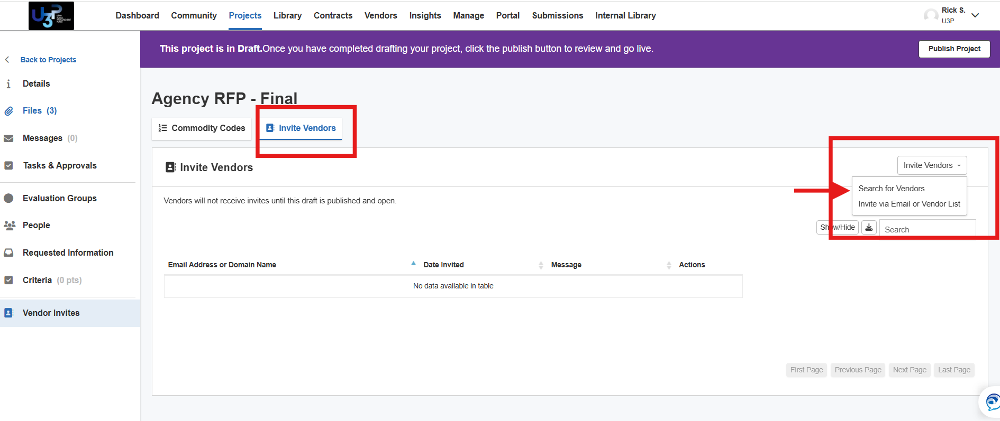 U3P
UTAH
PUBLIC
PROCUREMENT
PLACE
Dashboard Community Projects Library Contracts Vendors Insights Manage Portal Submissions Internal Library
Rick S.
U3P
This project is in Draft.Once you have completed drafting your project, click the publish button to review and go live.
Publish Project
Back to Projects
Details
Files (3)
Messages (0)
Tasks & Approvals
Evaluation Groups
People
Requested Information
Criteria (0 pts)
Vendor Invites
Agency RFP - Final
Commodity Codes
Invite Vendors
Invite Vendors
Invite Vendors
Search for Vendors
Invite via Email or Vendor List
Vendors will not receive invites until this draft is published and open.
Show/Hide
Search
Email Address or Domain Name Date Invited Message Actions
No data available in table
First Page Previous Page Next Page Last Page